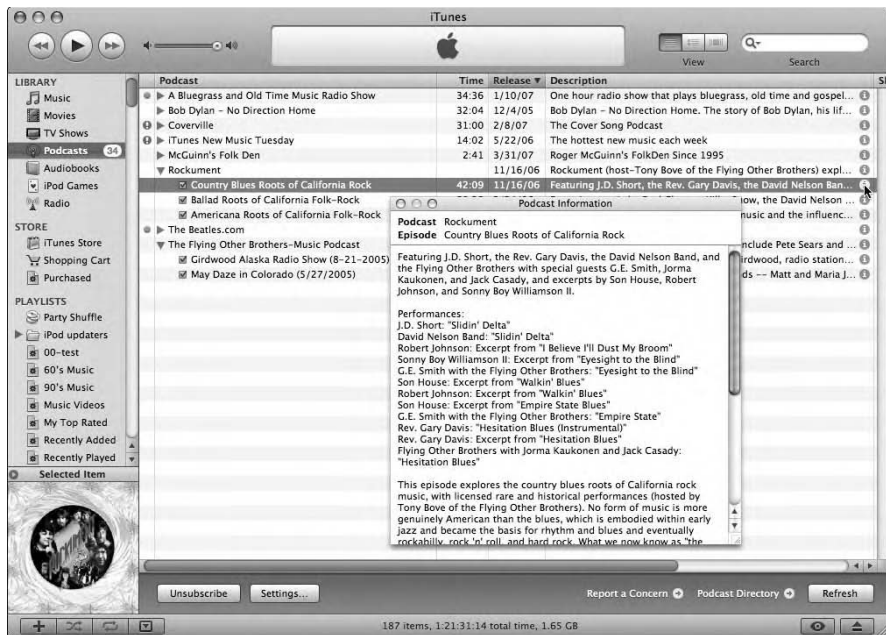 iTunes
View
Search
LIBRARY
Music
Movies
TV Shows
Podcasts 34
Audiobooks
iPod Games
Radio
STORE
iTunes Store
Shopping Cart
Purchased
PLAYLISTS
Party Shuffle
iPod updaters
00-test
60's Music
90's Music
Music Videos
My Top Rated
Recently Added
Recently Played
Selected Item
Podcast Time Release Description
A Bluegrass and Old Time Music Radio Show 34:36 1/10/07 One hour radio show that plays bluegrass, old time and gospel...
Bob Dylan - No Direction Home 32:04 12/4/05 Bob Dylan - No Direction Home. The story of Bob Dylan, his lif...
Coverville 31:00 2/8/07 The Cover Song Podcast
iTunes New Music Tuesday 14:02 5/22/06 The hottest new music each week
McGuinn's Folk Den 2:41 3/31/07 Roger McGuinn's FolkDen Since 1995
Rockument 11/16/06 Rockument (host-Tony Bove of the Flying Other Brothers) expl...
Country Blues Roots of California Rock 42:09 11/16/06 Featuring J.D. Short, the Rev. Gary Davis, the David Nelson Ban...
Ballad Roots of California Folk-Rock now, the David Nelson ...
Americana Roots of California Folk-Rock music and the influenc...
The Beatles.com
The Flying Other Brothers-Music Podcast include Pete Sears and ...
Girdwood Alaska Radio Show (8-21-2005) irdwood, radio station...
May Daze in Colorado (5/27/2005) ds -- Matt and Maria J...
Podcast Information
Podcast Rockument
Episode Country Blues Roots of California Rock
Featuring J.D. Short, the Rev. Gary Davis, the David Nelson Band, and
the Flying Other Brothers with special guests G.E. Smith, Jorma
Kaukonen, and Jack Casady, and excerpts by Son House, Robert
Johnson, and Sonny Boy Williamson II.
Performances:
J.D. Short: "Slidin' Delta"
David Nelson Band: "Slidin' Delta"
Robert Johnson: Excerpt from "I Believe I'll Dust My Broom"
Sonny Boy Williamson II: Excerpt from "Eyesight to the Blind"
G.E. Smith with the Flying Other Brothers: "Eyesight to the Blind"
Son House: Excerpt from "Walkin' Blues"
Robert Johnson: Excerpt from "Walkin' Blues"
Son House: Excerpt from "Empire State Blues"
G.E. Smith with the Flying Other Brothers: "Empire State"
Rev. Gary Davis: "Hesitation Blues (Instrumental)"
Rev. Gary Davis: Excerpt from "Hesitation Blues"
Flying Other Brothers with Jorma Kaukonen and Jack Casady:
"Hesitation Blues"
This episode explores the country blues roots of California rock
music, with licensed rare and historical performances (hosted by
Tony Bove of the Flying Other Brothers). No form of music is more
genuinely American than the blues, which is embodied within early
jazz and became the basis for rhythm and blues and eventually
rockabilly, rock 'n' roll, and hard rock. What we now know as "the
Unsubscribe
Settings...
Report a Concern
Podcast Directory
Refresh
187 items, 1:21:31:14 total time, 1.65 GB